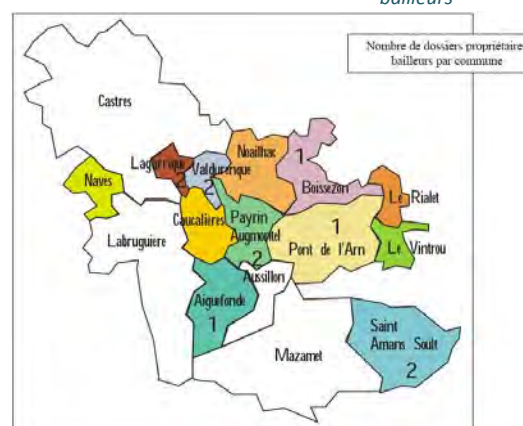 bailleurs
Nombre de dossiers propriétaire
bailleurs par commune
Castres
Noailhac
1
Boissezon
Lagarrigue
Valdurenque
2
Naves
Le Rialet
Caucalières
Payrin
Augmontel
2
1
Pont de l'Arn
Le Vintrou
Labruguière
Aussillon
Aiguefonde
1
Saint
Amans Soult
2
Mazamet